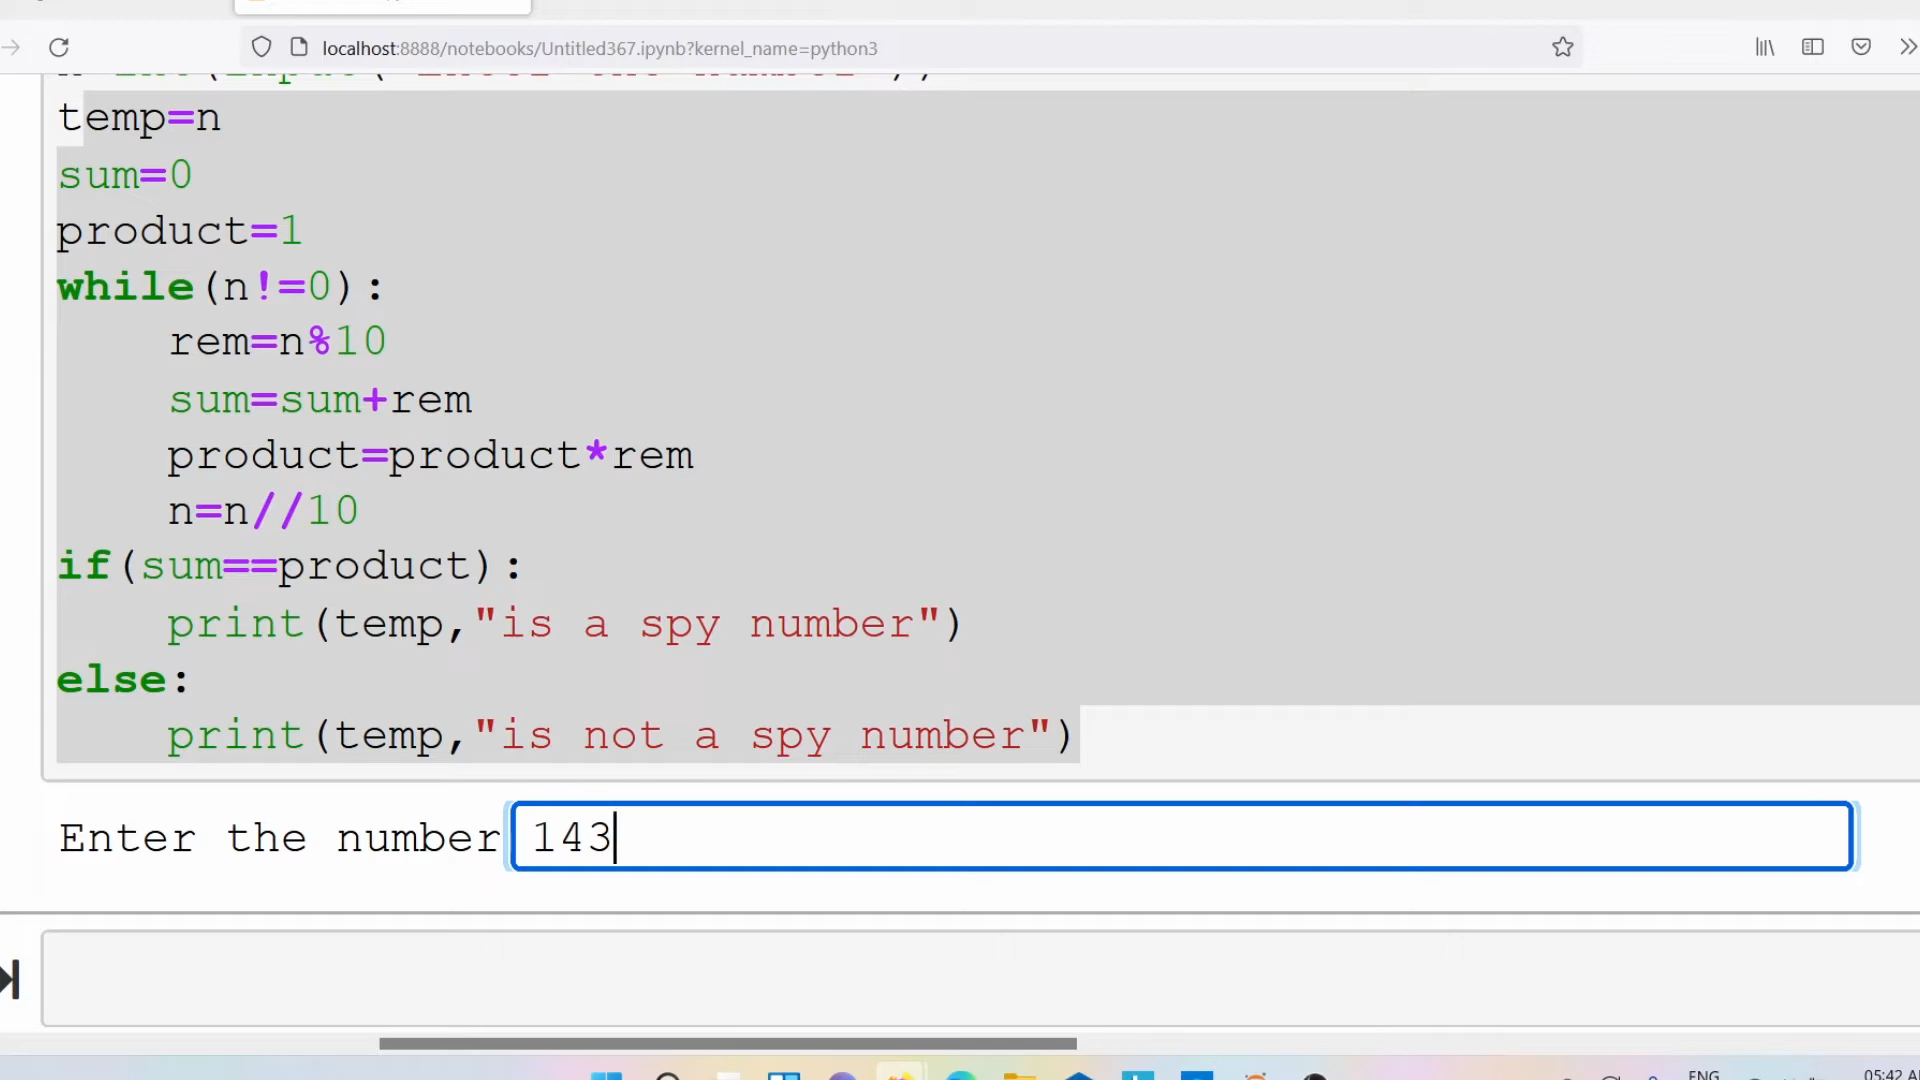 localhost:8888/notebooks/Untitled367.ipynb?kernel_name=python3
temp=n
sum=0
product=1
while(n!=0):
    rem=n%10
    sum=sum+rem
    product=product*rem
    n=n//10
if(sum==product):
    print(temp,"is a spy number")
else:
    print(temp,"is not a spy number")
Enter the number 143
ENG
05:42